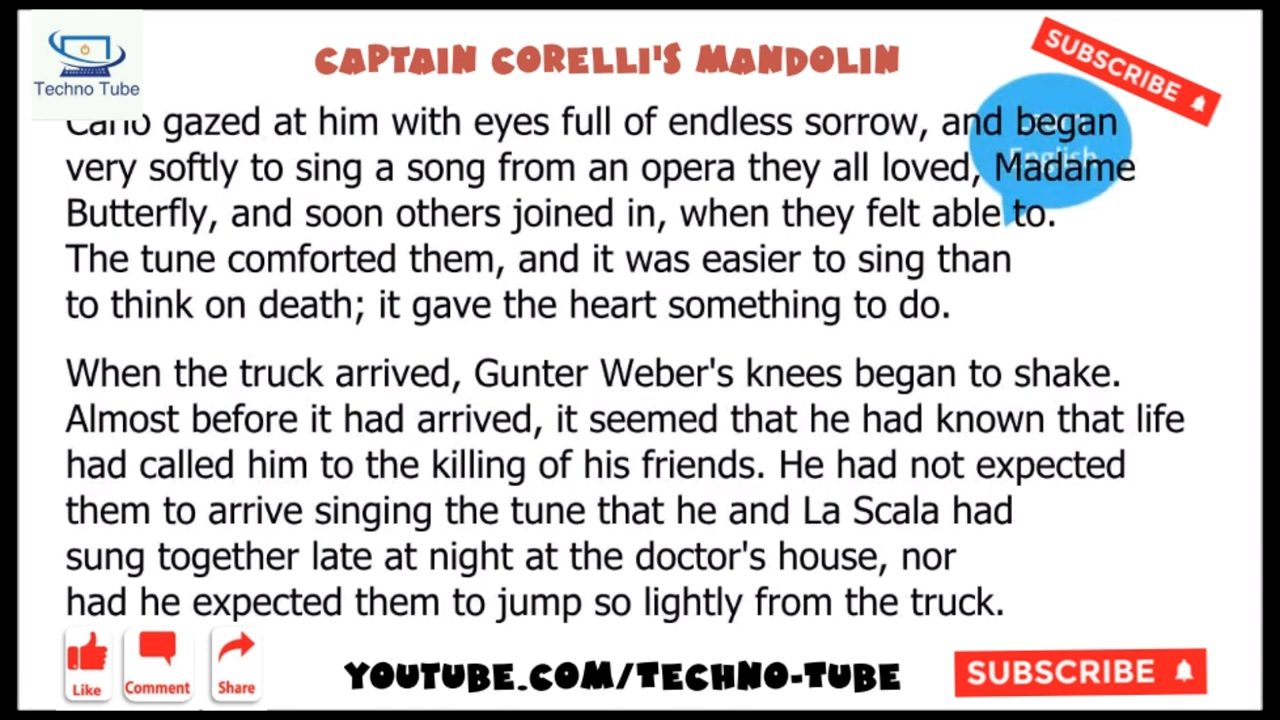 Techno Tube
CAPTAIN CORELLI'S MANDOLIN
SUBSCRIBE
Carlo gazed at him with eyes full of endless sorrow, and began
very softly to sing a song from an opera they all loved, Madame
English
Butterfly, and soon others joined in, when they felt able to.
The tune comforted them, and it was easier to sing than
to think on death; it gave the heart something to do.
When the truck arrived, Gunter Weber's knees began to shake.
Almost before it had arrived, it seemed that he had known that life
had called him to the killing of his friends. He had not expected
them to arrive singing the tune that he and La Scala had
sung together late at night at the doctor's house, nor
had he expected them to jump so lightly from the truck.
Like
Comment
Share
YOUTUBE.COM/TECHNO-TUBE
SUBSCRIBE